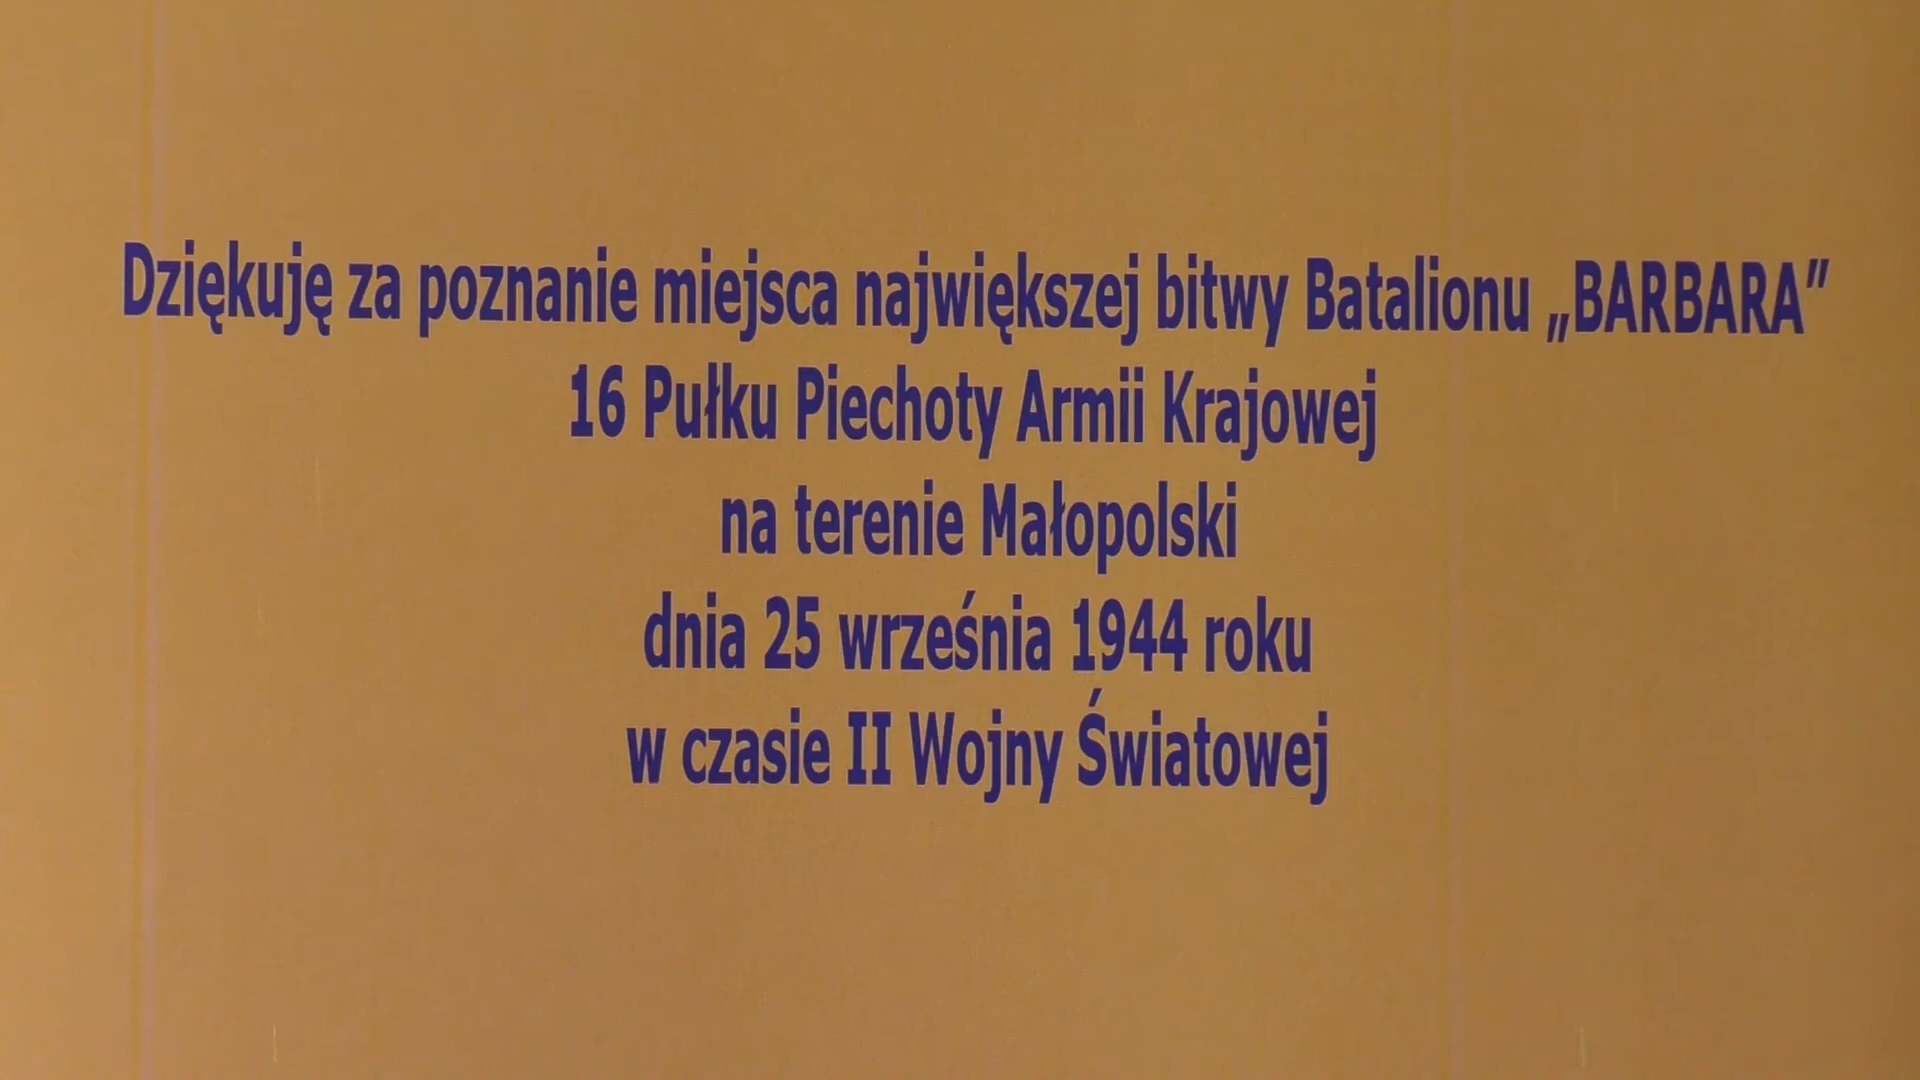 Dziękuję za poznanie miejsca największej bitwy Batalionu „BARBARA”
16 Pułku Piechoty Armii Krajowej
na terenie Małopolski
dnia 25 września 1944 roku
w czasie II Wojny Światowej